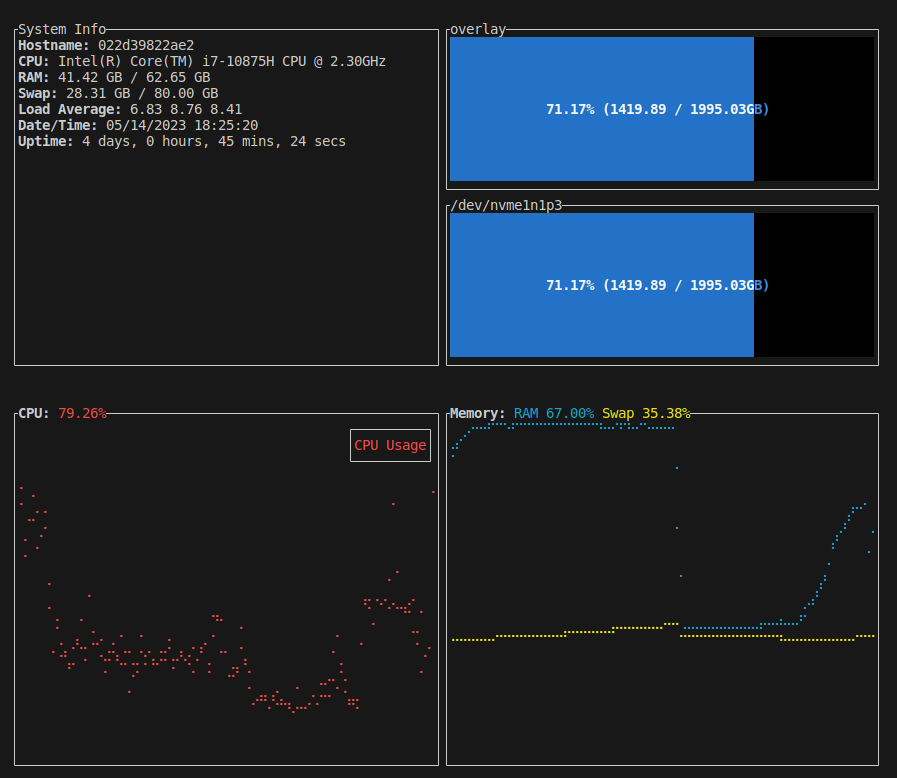 System Info
Hostname: 022d39822ae2
CPU: Intel(R) Core(TM) i7-10875H CPU @ 2.30GHz
RAM: 41.42 GB / 62.65 GB
Swap: 28.31 GB / 80.00 GB
Load Average: 6.83 8.76 8.41
Date/Time: 05/14/2023 18:25:20
Uptime: 4 days, 0 hours, 45 mins, 24 secs
overlay
71.17% (1419.89 / 1995.03GB)
/dev/nvme1n1p3
71.17% (1419.89 / 1995.03GB)
CPU: 79.26%
CPU Usage
Memory: RAM 67.00% Swap 35.38%